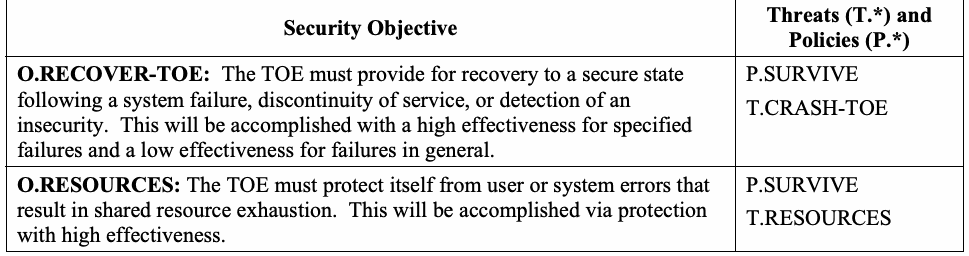 Security Objective
Threats (T.*) and
Policies (P.*)
O.RECOVER-TOE: The TOE must provide for recovery to a secure state
following a system failure, discontinuity of service, or detection of an
insecurity. This will be accomplished with a high effectiveness for specified
failures and a low effectiveness for failures in general.
P.SURVIVE
T.CRASH-TOE
O.RESOURCES: The TOE must protect itself from user or system errors that
result in shared resource exhaustion. This will be accomplished via protection
with high effectiveness.
P.SURVIVE
T.RESOURCES